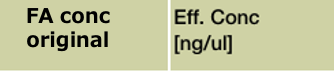 FA conc
original
Eff. Conc
[ng/ul]